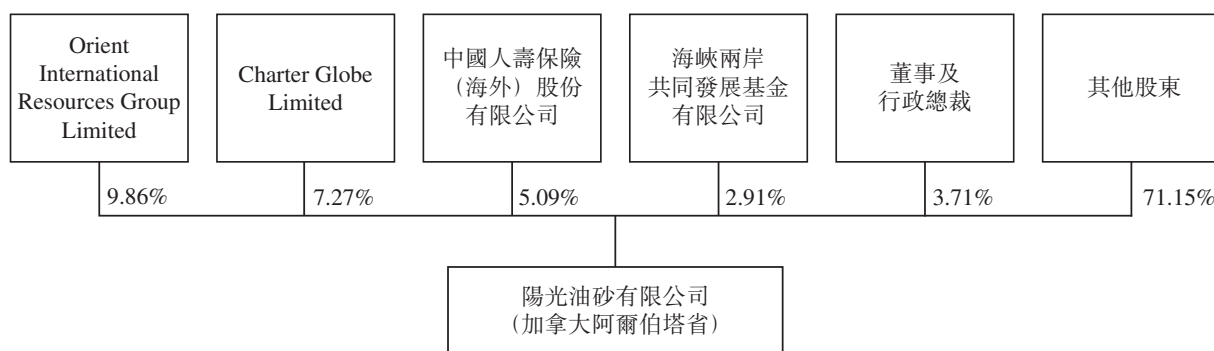 Orient
International
Resources Group
Limited
Charter Globe
Limited
中國人壽保險
（海外）股份
有限公司
海峽兩岸
共同發展基金
有限公司
董事及
行政總裁
其他股東
9.86%
7.27%
5.09%
2.91%
3.71%
71.15%
陽光油砂有限公司
（加拿大阿爾伯塔省）